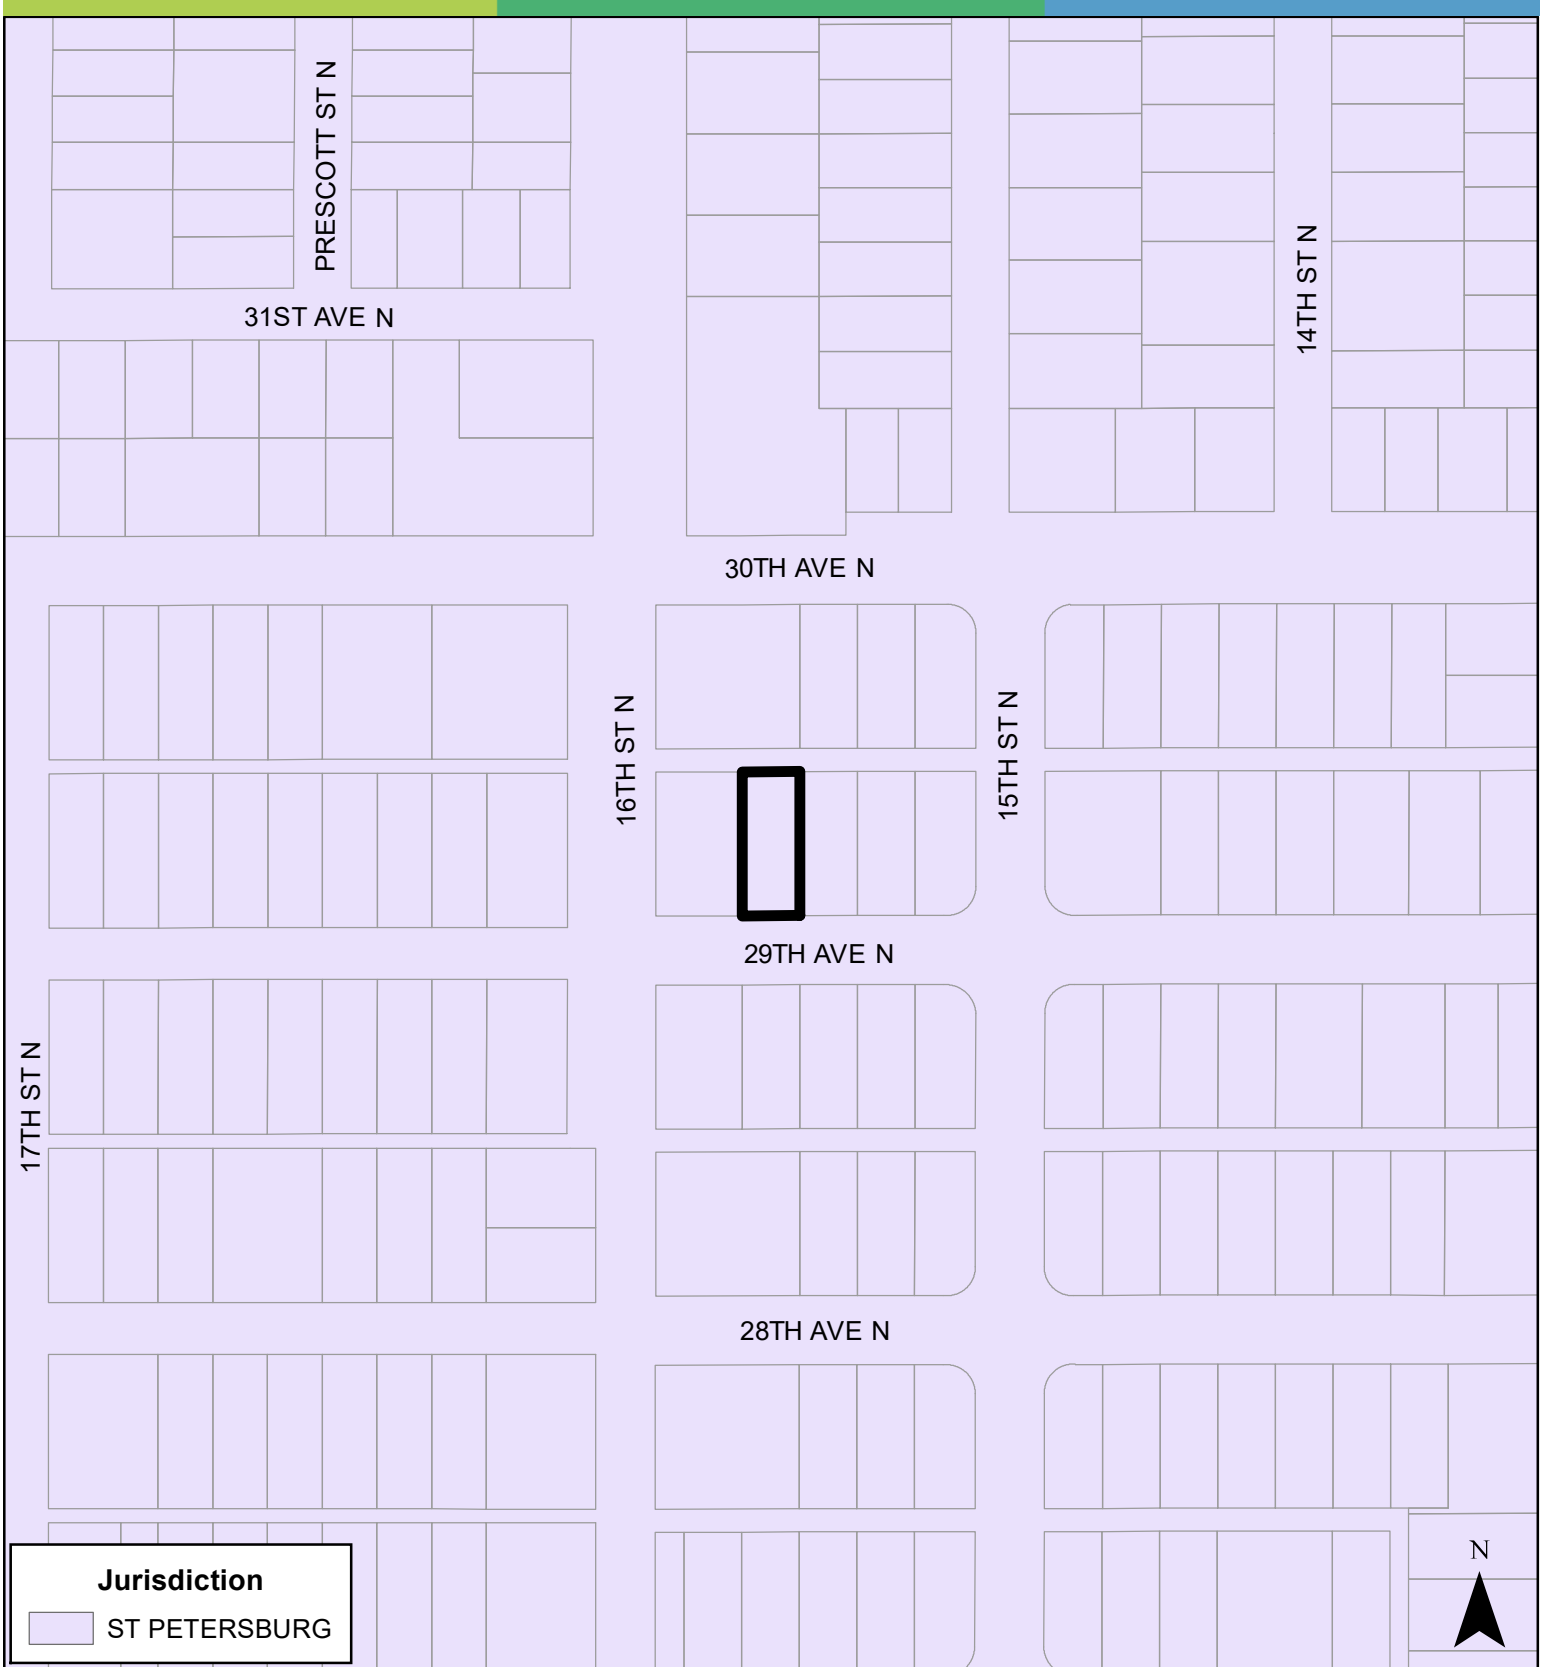 PRESCOTT ST N
14TH ST N
31ST AVE N
30TH AVE N
16TH ST N
15TH ST N
29TH AVE N
17TH ST N
28TH AVE N
Jurisdiction
ST PETERSBURG
N